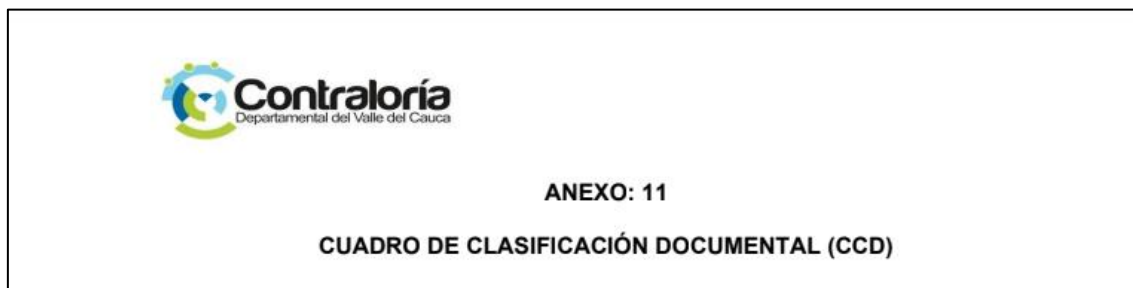 Contraloría
Departamental del Valle del Cauca
ANEXO: 11
CUADRO DE CLASIFICACIÓN DOCUMENTAL (CCD)